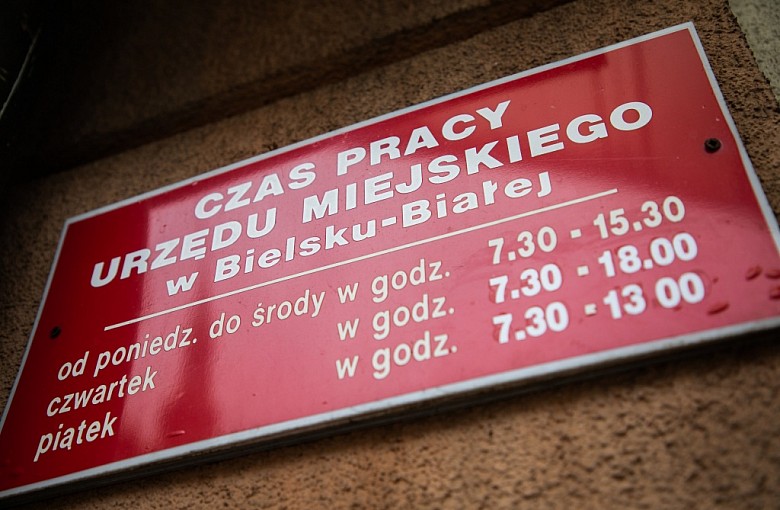 CZAS PRACY
URZĘDU MIEJSKIEGO
w Bielsku-Białej
od poniedz. do środy w godz. 7.30 - 15.30
czwartek w godz. 7.30 - 18.00
piątek w godz. 7.30 - 13 00